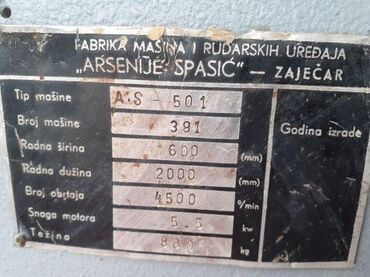 FABRIKA MAŠINA I RUDARSKIH UREĐAJA
„ARSENIJE SPASIĆ" — ZAJEČAR
Tip mašine A.S - 501
Broj mašine 391
Godina izrade
Radna širina 600 (mm)
Radna dužina 2000 (mm)
Broj obrtaja 4500 °/min
Snaga motora 5.5 kw
Težina 800 kg